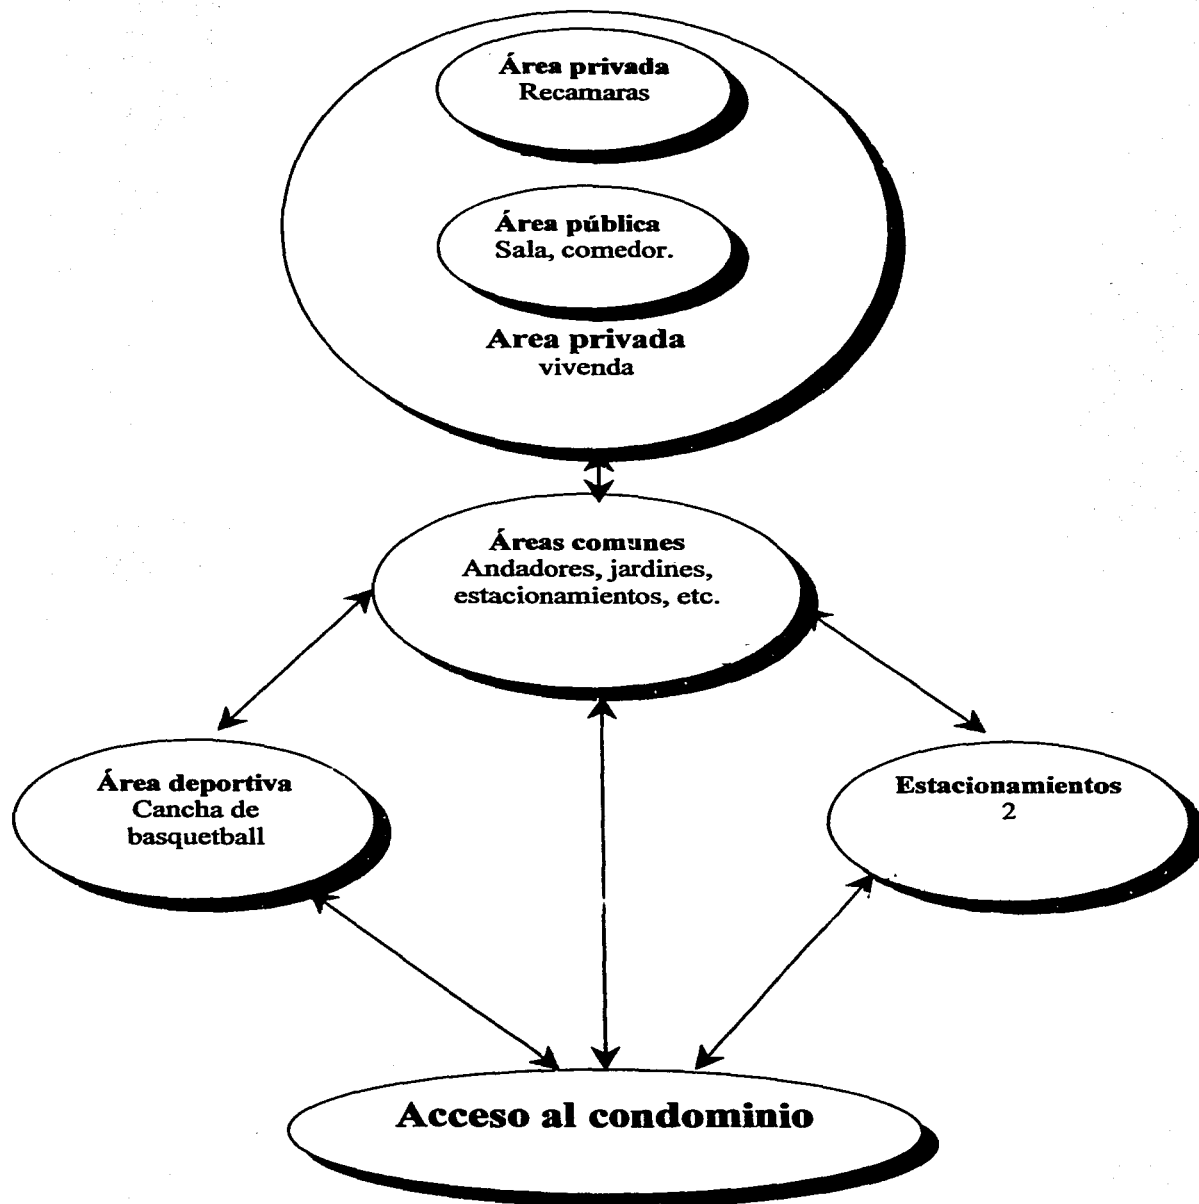 Área privada
Recamaras
Área pública
Sala, comedor.
Area privada
vivenda
Áreas comunes
Andadores, jardines,
estacionamientos, etc.
Área deportiva
Cancha de
basquetball
Estacionamientos
2
Acceso al condominio